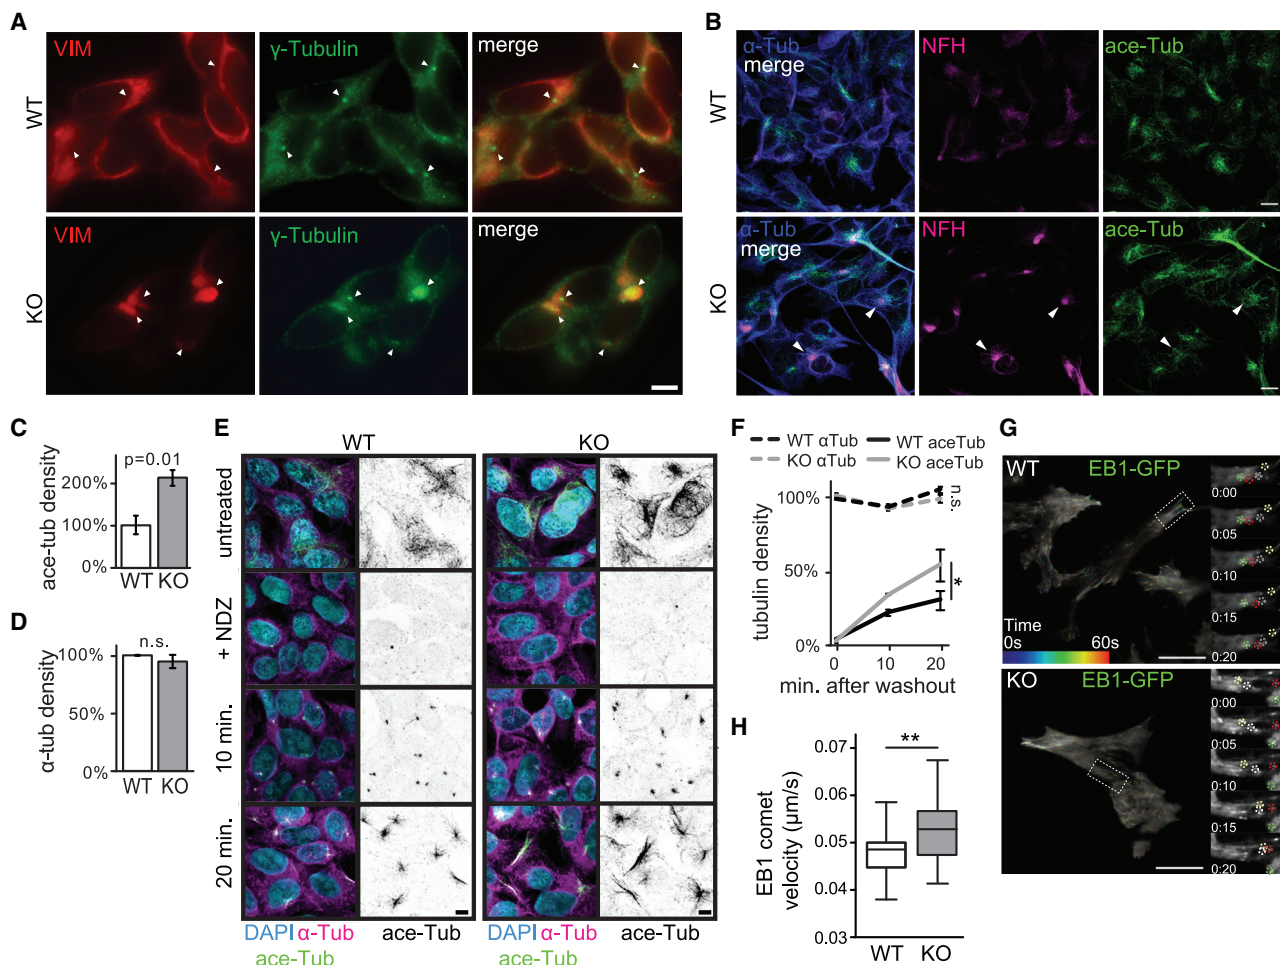 A
VIM
γ-Tubulin
merge
WT
VIM
γ-Tubulin
merge
KO
B
α-Tub
merge
NFH
ace-Tub
WT
α-Tub
merge
NFH
ace-Tub
KO
C
ace-tub density
p=0.01
200%
100%
0%
WT KO
D
α-tub density
n.s.
100%
50%
0%
WT KO
E
WT
KO
untreated
+ NDZ
10 min.
20 min.
DAPI α-Tub
ace-Tub
ace-Tub
DAPI α-Tub
ace-Tub
ace-Tub
F
WT αTub
WT aceTub
KO αTub
KO aceTub
tubulin density
100%
50%
0%
n.s.
*
0
10
20
min. after washout
G
WT
EB1-GFP
0:00
0:05
0:10
0:15
0:20
Time
0s
60s
KO
EB1-GFP
0:00
0:05
0:10
0:15
0:20
H
EB1 comet
velocity (μm/s)
**
0.07
0.06
0.05
0.04
0.03
WT
KO